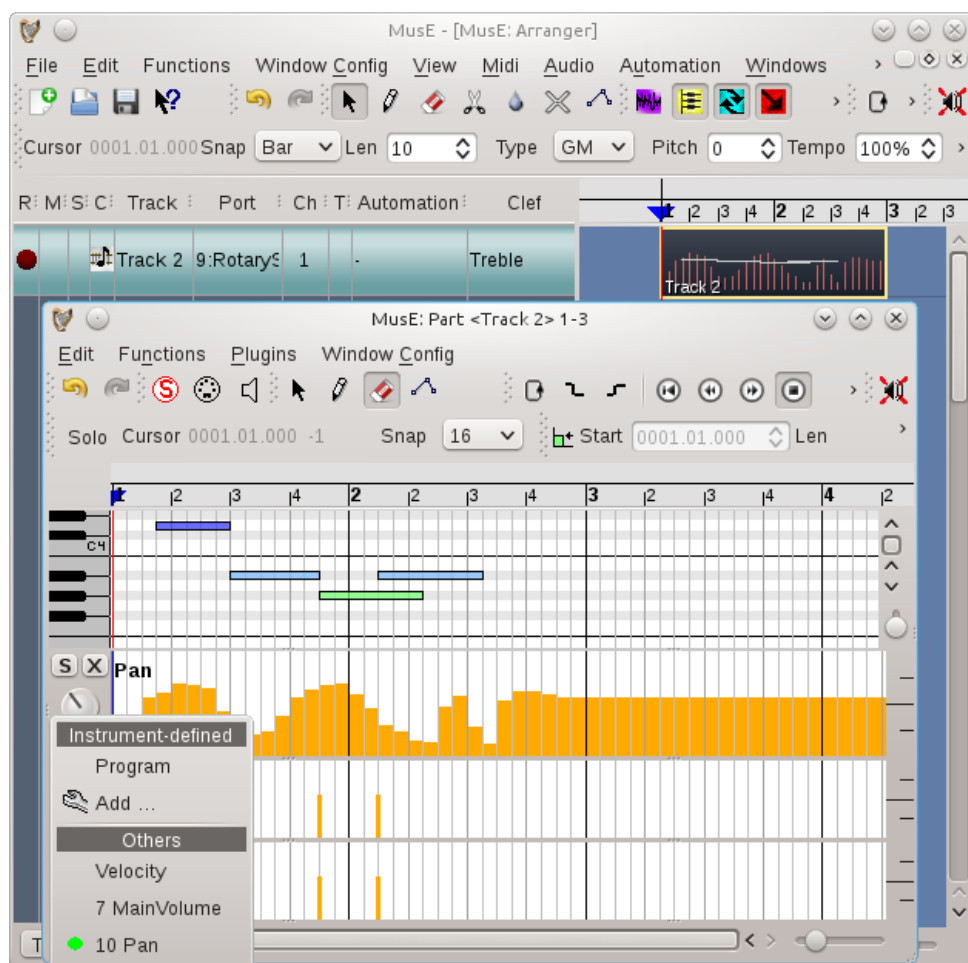 MusE - [MusE: Arranger]
File Edit Functions Window Config View Midi Audio Automation Windows
Cursor 0001.01.000 Snap Bar Len 10 Type GM Pitch 0 Tempo 100%
R M S C Track Port Ch T Automation Clef
1 2 3 4 2 2 3 4 3 2 3
Track 2 9:RotaryS 1 - Treble
Track 2
MusE: Part <Track 2> 1-3
Edit Functions Plugins Window Config
S
Solo Cursor 0001.01.000 -1 Snap 16 Start 0001.01.000 Len
1 2 3 4 2 2 3 4 3 2 3 4 4 2
C4
S X Pan
Instrument-defined
Program
Add ...
Others
Velocity
7 MainVolume
10 Pan
T